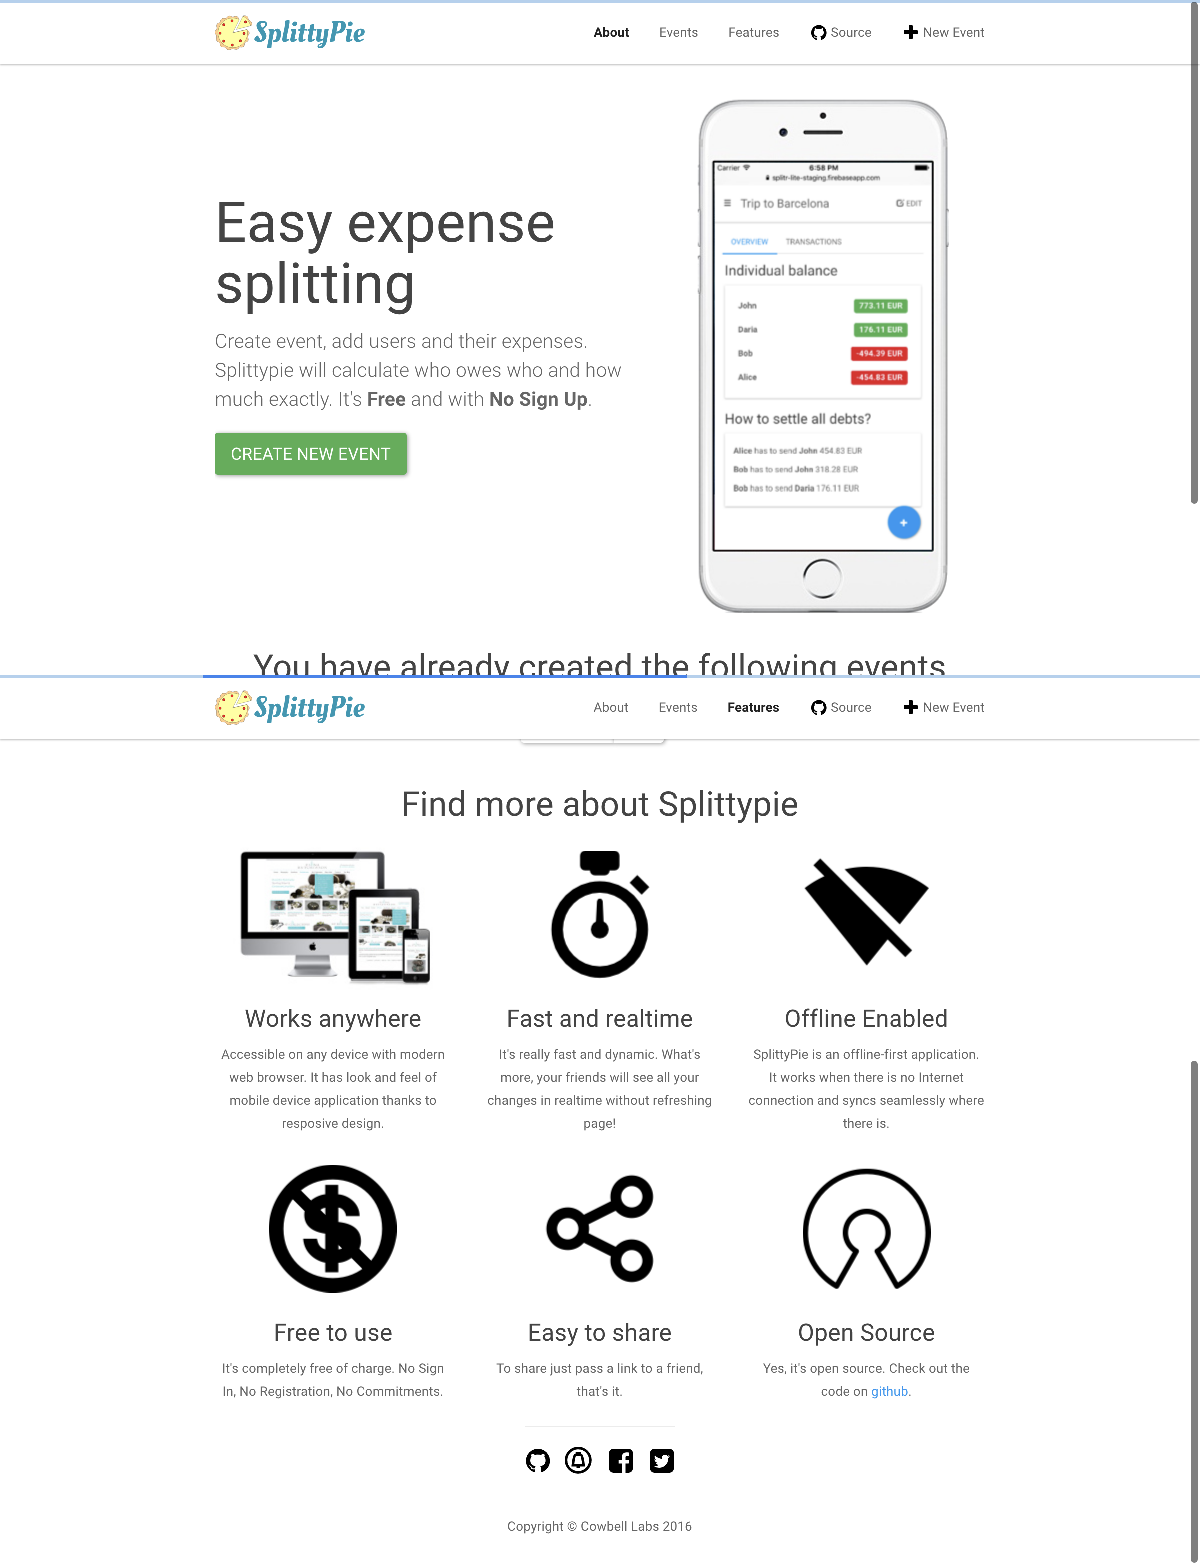 SplittyPie
About Events Features Source New Event
Easy expense
splitting
Create event, add users and their expenses.
Splittypie will calculate who owes who and how
much exactly. It's Free and with No Sign Up.
CREATE NEW EVENT
Carrier 6:58 PM
splitr-lite-staging.firebaseapp.com
Trip to Barcelona EDIT
OVERVIEW TRANSACTIONS
Individual balance
John 773.11 EUR
Daria 176.11 EUR
Bob -494.39 EUR
Alice -454.83 EUR
How to settle all debts?
Alice has to send John 454.83 EUR
Bob has to send John 318.28 EUR
Bob has to send Daria 176.11 EUR
You have already created the following events
SplittyPie
About Events Features Source New Event
Find more about Splittypie
Works anywhere
Accessible on any device with modern
web browser. It has look and feel of
mobile device application thanks to
resposive design.
Fast and realtime
It's really fast and dynamic. What's
more, your friends will see all your
changes in realtime without refreshing
page!
Offline Enabled
SplittyPie is an offline-first application.
It works when there is no Internet
connection and syncs seamlessly where
there is.
Free to use
It's completely free of charge. No Sign
In, No Registration, No Commitments.
Easy to share
To share just pass a link to a friend,
that's it.
Open Source
Yes, it's open source. Check out the
code on github.
Copyright © Cowbell Labs 2016